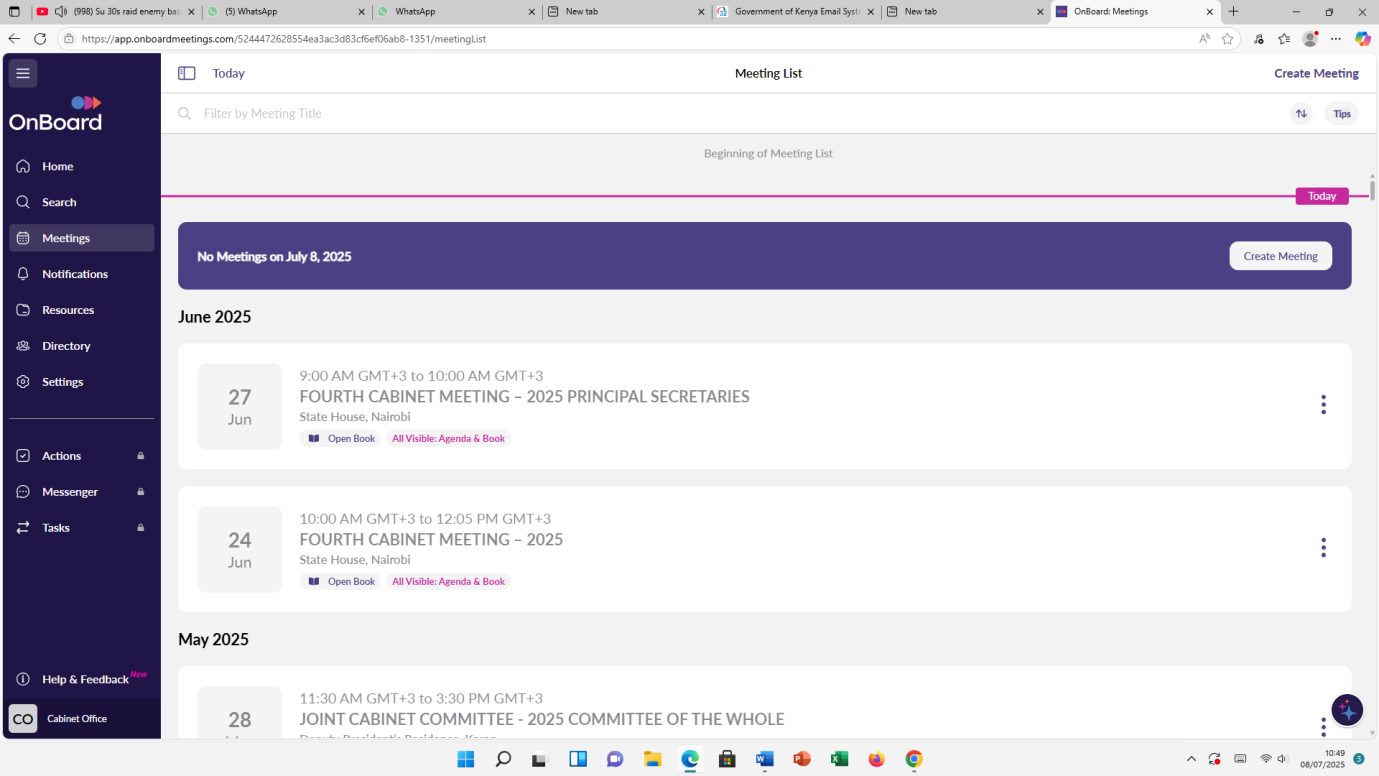 (998) Su 30s raid enemy bas
(5) WhatsApp
WhatsApp
New tab
Government of Kenya Email Syst
New tab
OnBoard: Meetings
https://app.onboardmeetings.com/5244472628554ea3ac3d83cf6ef06ab8-1351/meetingList
OnBoard
Home
Search
Meetings
Notifications
Resources
Directory
Settings
Actions
Messenger
Tasks
Help & Feedback New
CO Cabinet Office
Today
Meeting List
Create Meeting
Filter by Meeting Title
Tips
Beginning of Meeting List
Today
No Meetings on July 8, 2025
Create Meeting
June 2025
27
Jun
9:00 AM GMT+3 to 10:00 AM GMT+3
FOURTH CABINET MEETING – 2025 PRINCIPAL SECRETARIES
State House, Nairobi
Open Book All Visible: Agenda & Book
24
Jun
10:00 AM GMT+3 to 12:05 PM GMT+3
FOURTH CABINET MEETING – 2025
State House, Nairobi
Open Book All Visible: Agenda & Book
May 2025
28
11:30 AM GMT+3 to 3:30 PM GMT+3
JOINT CABINET COMMITTEE - 2025 COMMITTEE OF THE WHOLE
10:49
08/07/2025
3